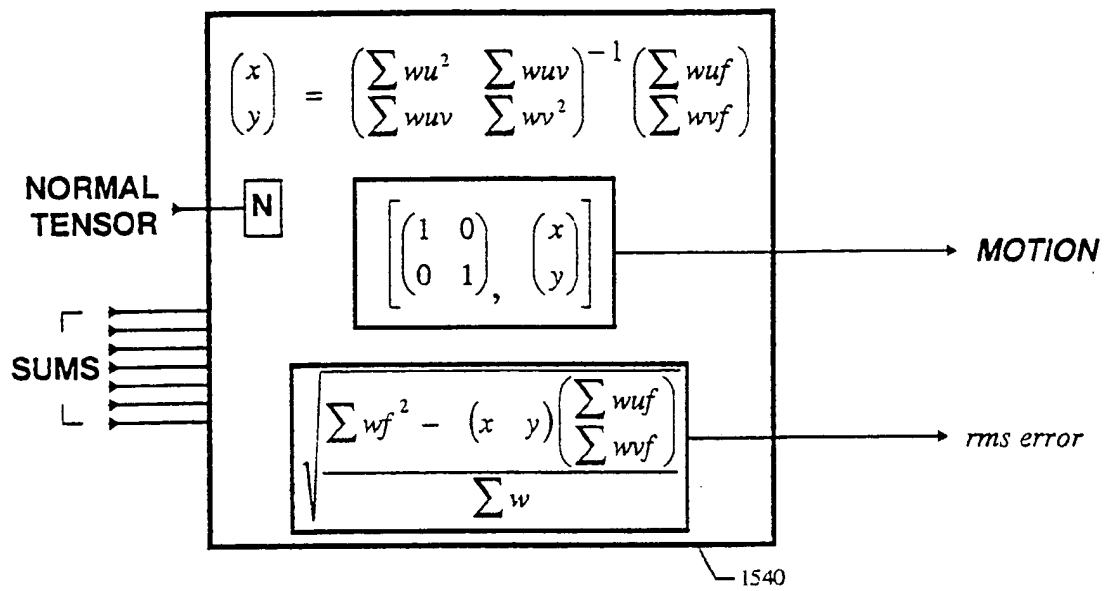 (x y) = (∑ wu² ∑ wuv ∑ wuv ∑ wv²)⁻¹ (∑ wuf ∑ wvf)
NORMAL
TENSOR
N
[(1 0 0 1), (x y)]
MOTION
SUMS
√((∑ wf² - (x y)(∑ wuf ∑ wvf)) / ∑ w)
rms error
1540